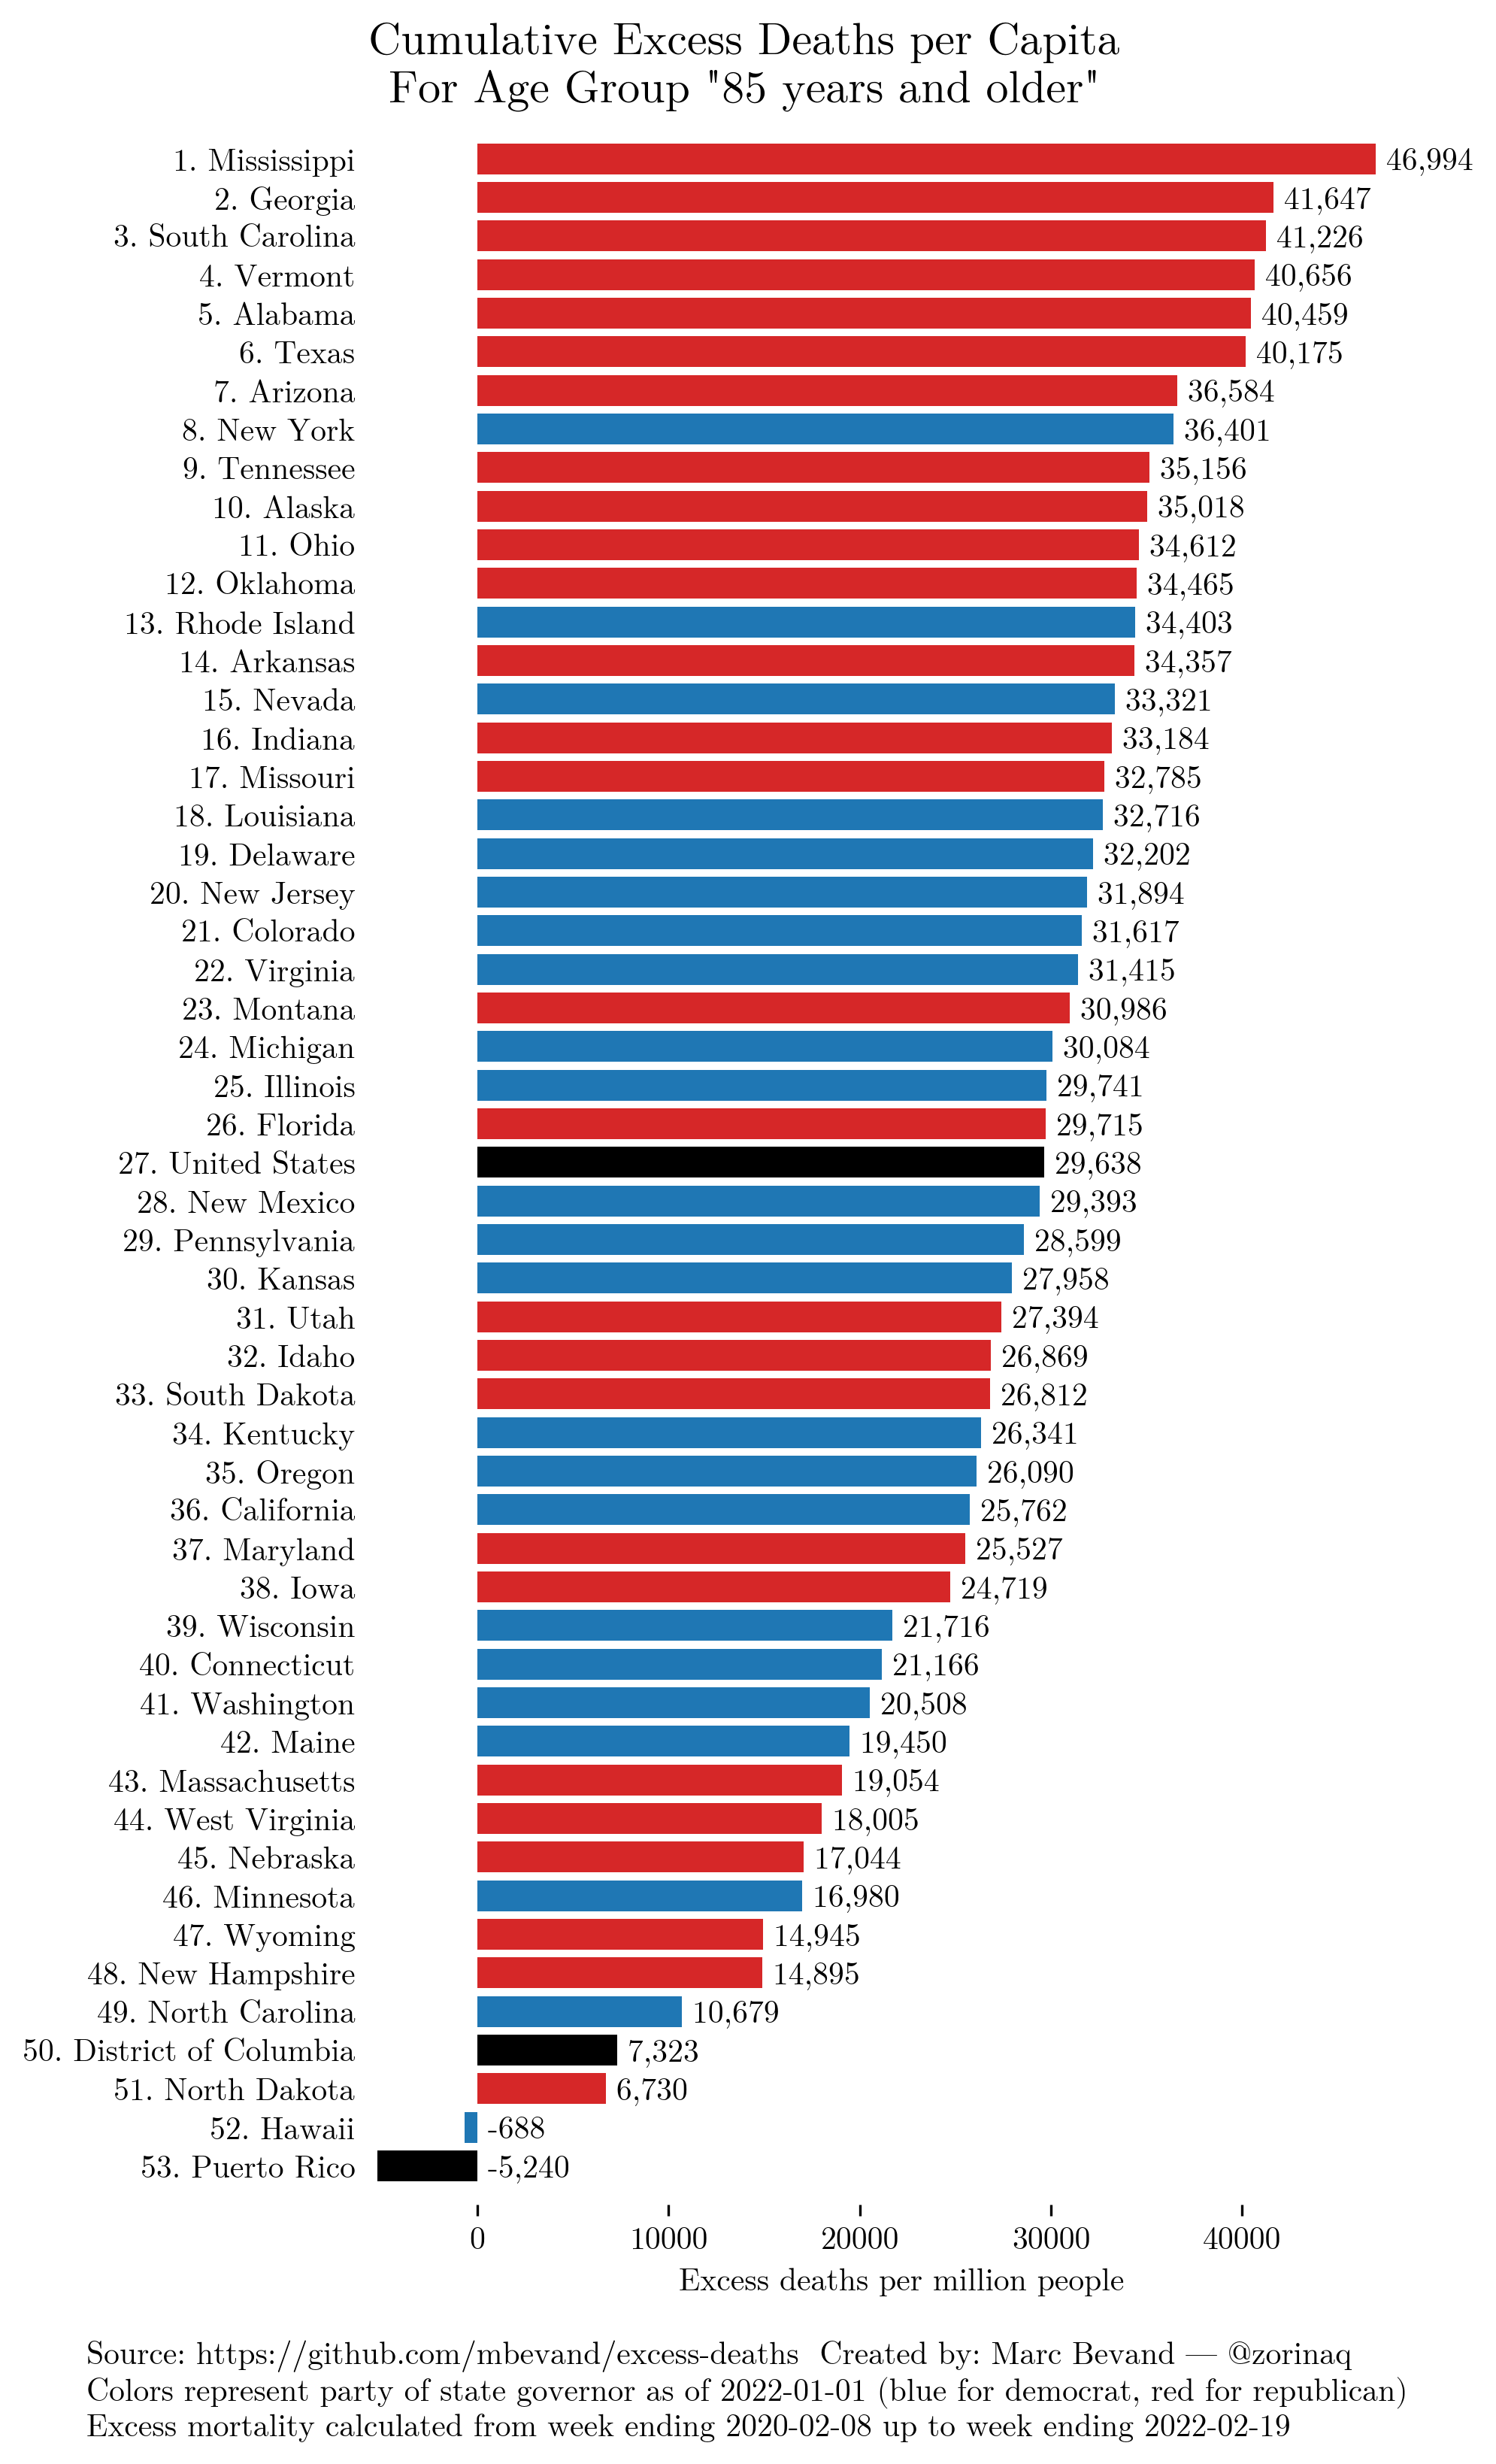 Cumulative Excess Deaths per Capita
For Age Group "85 years and older"
1. Mississippi 46,994
2. Georgia 41,647
3. South Carolina 41,226
4. Vermont 40,656
5. Alabama 40,459
6. Texas 40,175
7. Arizona 36,584
8. New York 36,401
9. Tennessee 35,156
10. Alaska 35,018
11. Ohio 34,612
12. Oklahoma 34,465
13. Rhode Island 34,403
14. Arkansas 34,357
15. Nevada 33,321
16. Indiana 33,184
17. Missouri 32,785
18. Louisiana 32,716
19. Delaware 32,202
20. New Jersey 31,894
21. Colorado 31,617
22. Virginia 31,415
23. Montana 30,986
24. Michigan 30,084
25. Illinois 29,741
26. Florida 29,715
27. United States 29,638
28. New Mexico 29,393
29. Pennsylvania 28,599
30. Kansas 27,958
31. Utah 27,394
32. Idaho 26,869
33. South Dakota 26,812
34. Kentucky 26,341
35. Oregon 26,090
36. California 25,762
37. Maryland 25,527
38. Iowa 24,719
39. Wisconsin 21,716
40. Connecticut 21,166
41. Washington 20,508
42. Maine 19,450
43. Massachusetts 19,054
44. West Virginia 18,005
45. Nebraska 17,044
46. Minnesota 16,980
47. Wyoming 14,945
48. New Hampshire 14,895
49. North Carolina 10,679
50. District of Columbia 7,323
51. North Dakota 6,730
52. Hawaii -688
53. Puerto Rico -5,240
0 10000 20000 30000 40000
Excess deaths per million people
Source: https://github.com/mbevand/excess-deaths Created by: Marc Bevand — @zorinaq
Colors represent party of state governor as of 2022-01-01 (blue for democrat, red for republican)
Excess mortality calculated from week ending 2020-02-08 up to week ending 2022-02-19